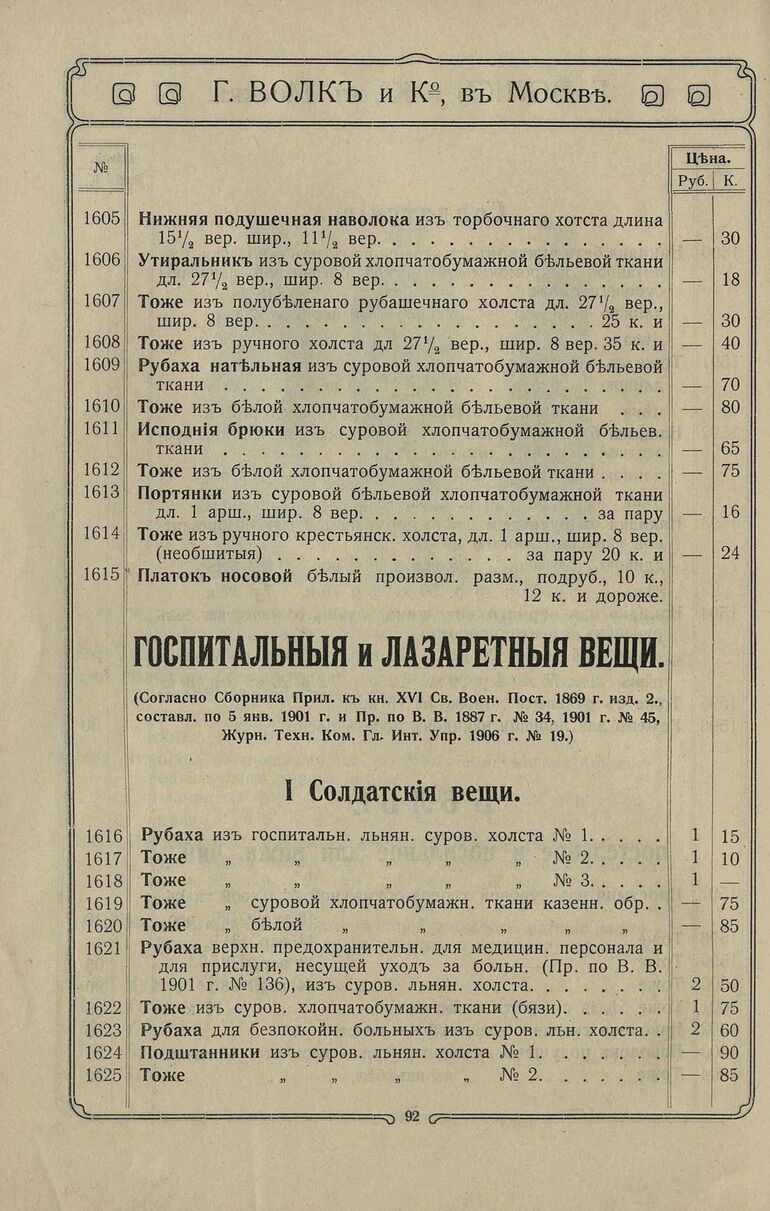 Г. ВОЛКЪ и Ко, въ Москвѣ.
№
Цѣна.
Руб. К.
1605 Нижняя подушечная наволока изъ торбочнаго хотста длина
15 1/2 вер. шир., 11 1/2 вер. . . . . . . . . . . . . . . . — 30
1606 Утиральникъ изъ суровой хлопчатобумажной бѣльевой ткани
дл. 27 1/2 вер., шир. 8 вер. . . . . . . . . . . . . . . . — 18
1607 Тоже изъ полубѣленаго рубашечнаго холста дл. 27 1/2 вер.,
шир. 8 вер. . . . . . . . . . . . . . . . . . . 25 к. и — 30
1608 Тоже изъ ручного холста дл 27 1/2 вер., шир. 8 вер. 35 к. и — 40
1609 Рубаха натѣльная изъ суровой хлопчатобумажной бѣльевой
ткани . . . . . . . . . . . . . . . . . . . . . — 70
1610 Тоже изъ бѣлой хлопчатобумажной бѣльевой ткани . . . — 80
1611 Исподнія брюки изъ суровой хлопчатобумажной бѣльев.
ткани . . . . . . . . . . . . . . . . . . . . . — 65
1612 Тоже изъ бѣлой хлопчатобумажной бѣльевой ткани . . . . — 75
1613 Портянки изъ суровой бѣльевой хлопчатобумажной ткани
дл. 1 арш., шир. 8 вер. . . . . . . . . . . . . за пару — 16
1614 Тоже изъ ручного крестьянск. холста, дл. 1 арш., шир. 8 вер.
(необшитыя) . . . . . . . . . . . . . за пару 20 к. и — 24
1615 Платокъ носовой бѣлый произвол. разм., подруб., 10 к.,
12 к. и дороже.
ГОСПИТАЛЬНЫЯ и ЛАЗАРЕТНЫЯ ВЕЩИ.
(Согласно Сборника Прил. къ кн. XVI Св. Воен. Пост. 1869 г. изд. 2.,
составл. по 5 янв. 1901 г. и Пр. по В. В. 1887 г. № 34, 1901 г. № 45,
Журн. Техн. Ком. Гл. Инт. Упр. 1906 г. № 19.)
I Солдатскія вещи.
1616 Рубаха изъ госпитальн. льнян. суров. холста № 1. . . . . 1 15
1617 Тоже „ „ „ „ „ № 2. . . . . 1 10
1618 Тоже „ „ „ „ „ № 3. . . . . 1 —
1619 Тоже „ суровой хлопчатобумажн. ткани казенн. обр. . — 75
1620 Тоже „ бѣлой „ „ „ „ „ — 85
1621 Рубаха верхн. предохранительн. для медицин. персонала и
для прислуги, несущей уходъ за больн. (Пр. по В. В.
1901 г. № 136), изъ суров. льнян. холста. . . . . . . . 2 50
1622 Тоже изъ суров. хлопчатобумажн. ткани (бязи). . . . . . 1 75
1623 Рубаха для безпокойн. больныхъ изъ суров. льн. холста. . 2 60
1624 Подштанники изъ суров. льнян. холста № 1. . . . . . . — 90
1625 Тоже „ „ „ „ № 2. . . . . . . — 85
92